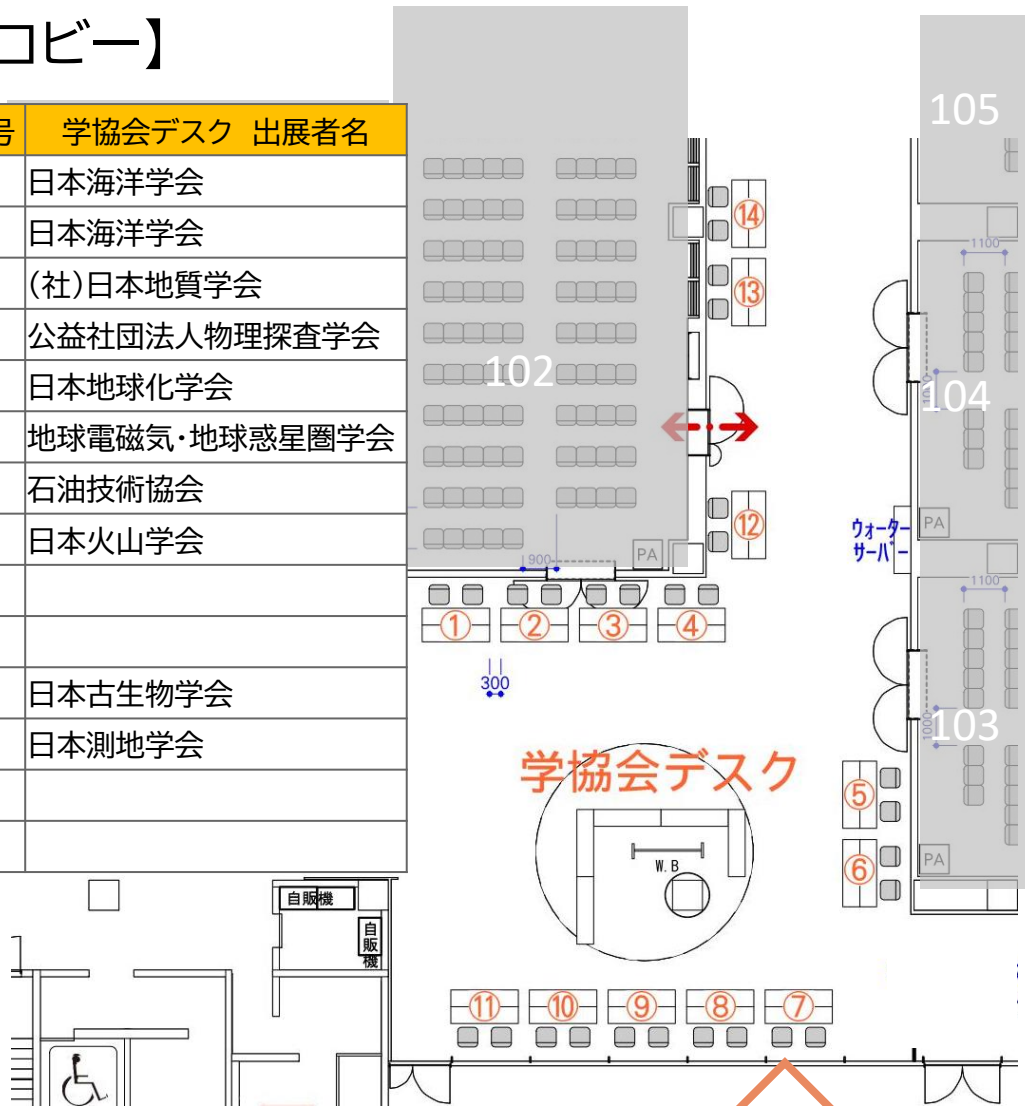 ロビー】
号 学協会デスク 出展者名
日本海洋学会
日本海洋学会
(社)日本地質学会
公益社団法人物理探査学会
日本地球化学会
地球電磁気・地球惑星圏学会
石油技術協会
日本火山学会
日本古生物学会
日本測地学会
105
⑭
1100
⑬
102
1000
104
⑫
ウォーター
サーバー
PA
PA
900
1100
① ② ③ ④
300
1000
103
学協会デスク
⑤
W.B
⑥
PA
自販機
自販機
⑪ ⑩ ⑨ ⑧ ⑦